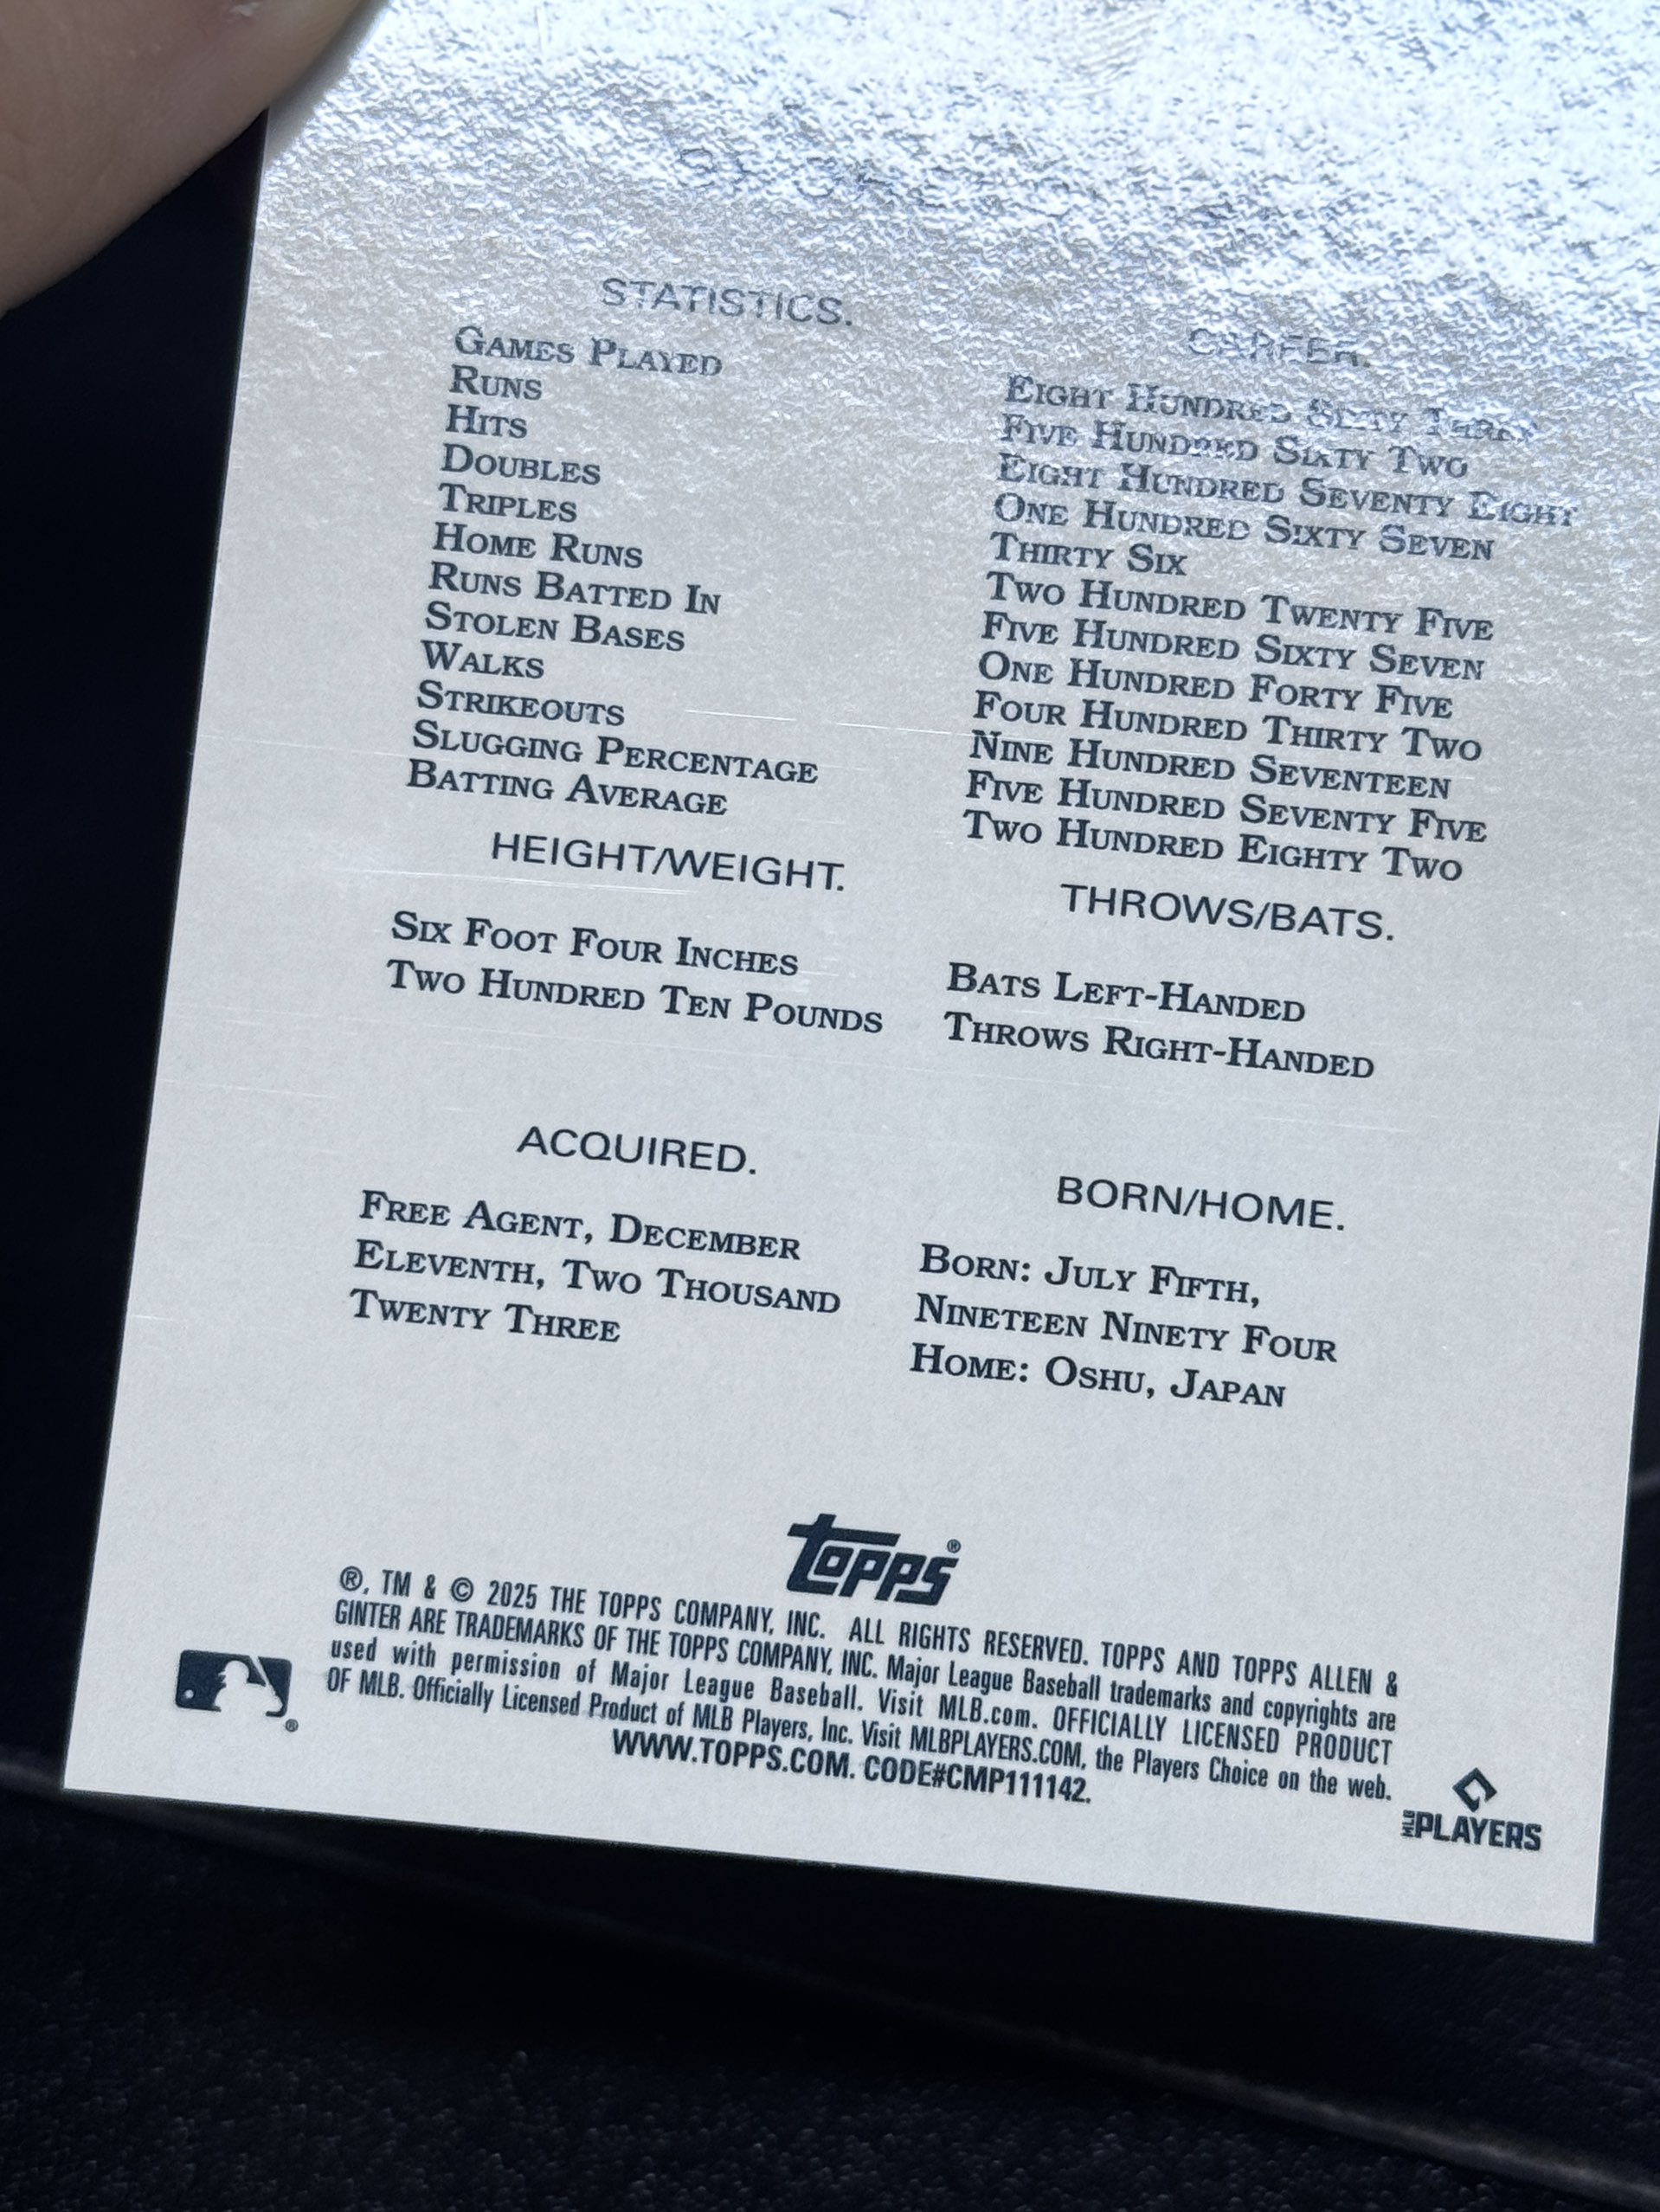 STATISTICS.
GAMES PLAYED
RUNS
HITS
DOUBLES
TRIPLES
HOME RUNS
RUNS BATTED IN
STOLEN BASES
WALKS
STRIKEOUTS
SLUGGING PERCENTAGE
BATTING AVERAGE
CAREER.
EIGHT HUNDRED SIXTY THREE
FIVE HUNDRED SIXTY TWO
EIGHT HUNDRED SEVENTY EIGHT
ONE HUNDRED SIXTY SEVEN
THIRTY SIX
TWO HUNDRED TWENTY FIVE
FIVE HUNDRED SIXTY SEVEN
ONE HUNDRED FORTY FIVE
FOUR HUNDRED THIRTY TWO
NINE HUNDRED SEVENTEEN
FIVE HUNDRED SEVENTY FIVE
TWO HUNDRED EIGHTY TWO
HEIGHT/WEIGHT.
SIX FOOT FOUR INCHES
TWO HUNDRED TEN POUNDS
THROWS/BATS.
BATS LEFT-HANDED
THROWS RIGHT-HANDED
ACQUIRED.
FREE AGENT, DECEMBER
ELEVENTH, TWO THOUSAND
TWENTY THREE
BORN/HOME.
BORN: JULY FIFTH,
NINETEEN NINETY FOUR
HOME: OSHU, JAPAN
topps®
®, TM & © 2025 THE TOPPS COMPANY, INC. ALL RIGHTS RESERVED. TOPPS AND TOPPS ALLEN &
GINTER ARE TRADEMARKS OF THE TOPPS COMPANY, INC. Major League Baseball trademarks and copyrights are
used with permission of Major League Baseball. Visit MLB.com. OFFICIALLY LICENSED PRODUCT
OF MLB. Officially Licensed Product of MLB Players, Inc. Visit MLBPLAYERS.COM, the Players Choice on the web.
WWW.TOPPS.COM. CODE#CMP111142.
®
MLB PLAYERS